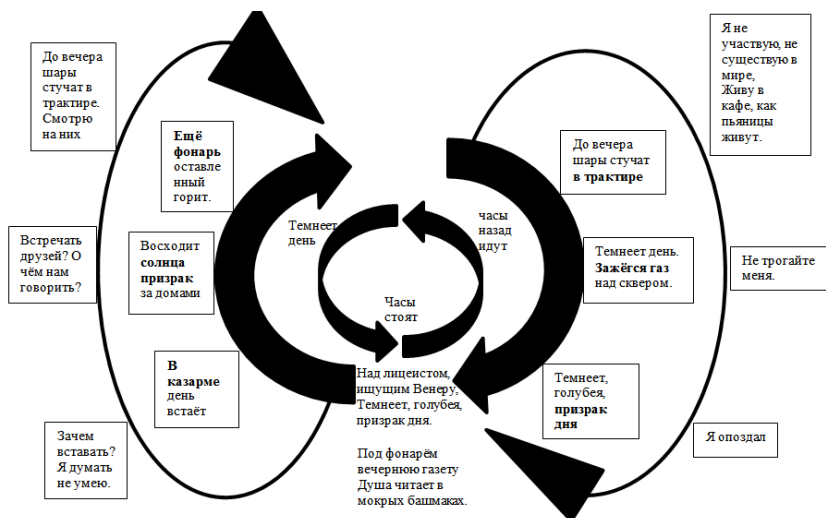 До вечера
шары
стучат в
трактире.
Смотрю
на них
Ещё
фонарь
оставле
нный
горит.
Встречать
друзей? О
чём нам
говорить?
Восходит
солнца
призрак
за домами
В
казарме
день
встаёт
Зачем
вставать?
Я думать
не умею.
Темнеет
день
часы
назад
идут
Часы
стоят
Над лицеистом,
ищущим Венеру,
Темнеет, голубея,
призрак дня.
Под фонарём
вечернюю газету
Душа читает в
мокрых башмаках.
До вечера
шары стучат
в трактире
Темнеет день.
Зажёгся газ
над сквером.
Темнеет,
голубея,
призрак
дня
Я не
участвую, не
существую в
мире,
Живу в
кафе, как
пьяницы
живут.
Не трогайте
меня.
Я опоздал